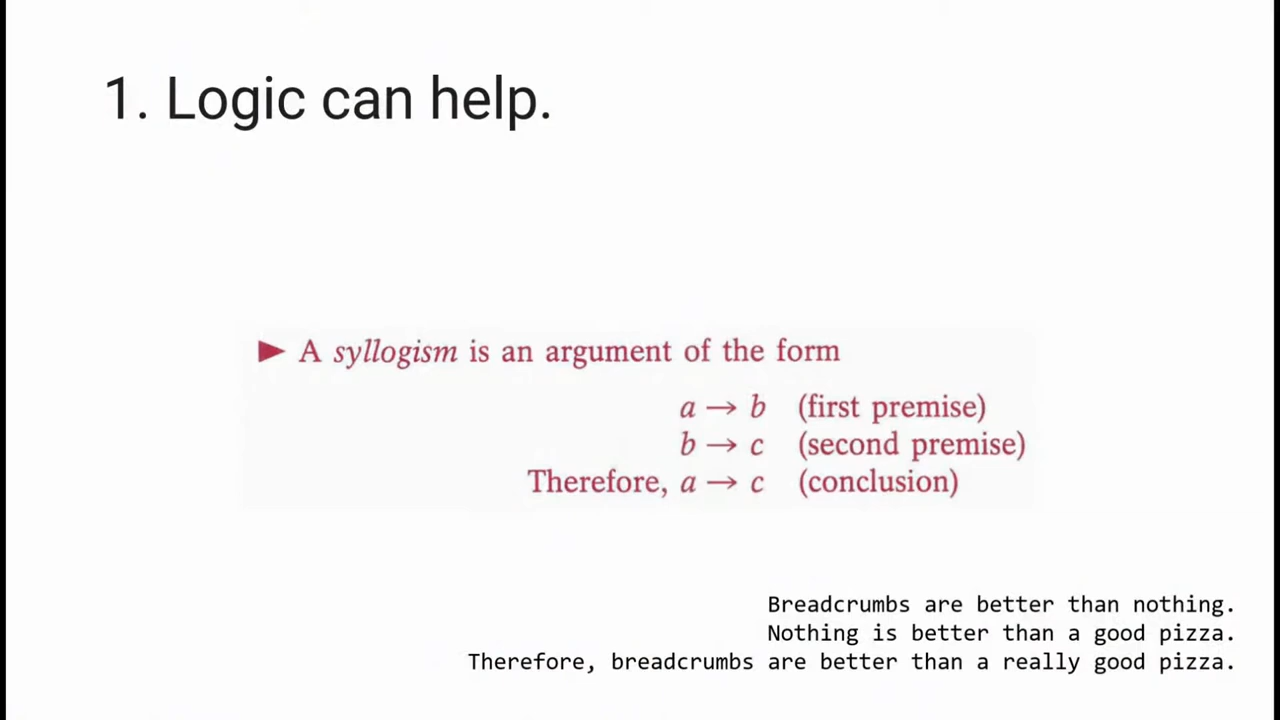 1. Logic can help.
▶ A syllogism is an argument of the form
a → b (first premise)
b → c (second premise)
Therefore, a → c (conclusion)
Breadcrumbs are better than nothing.
Nothing is better than a good pizza.
Therefore, breadcrumbs are better than a really good pizza.